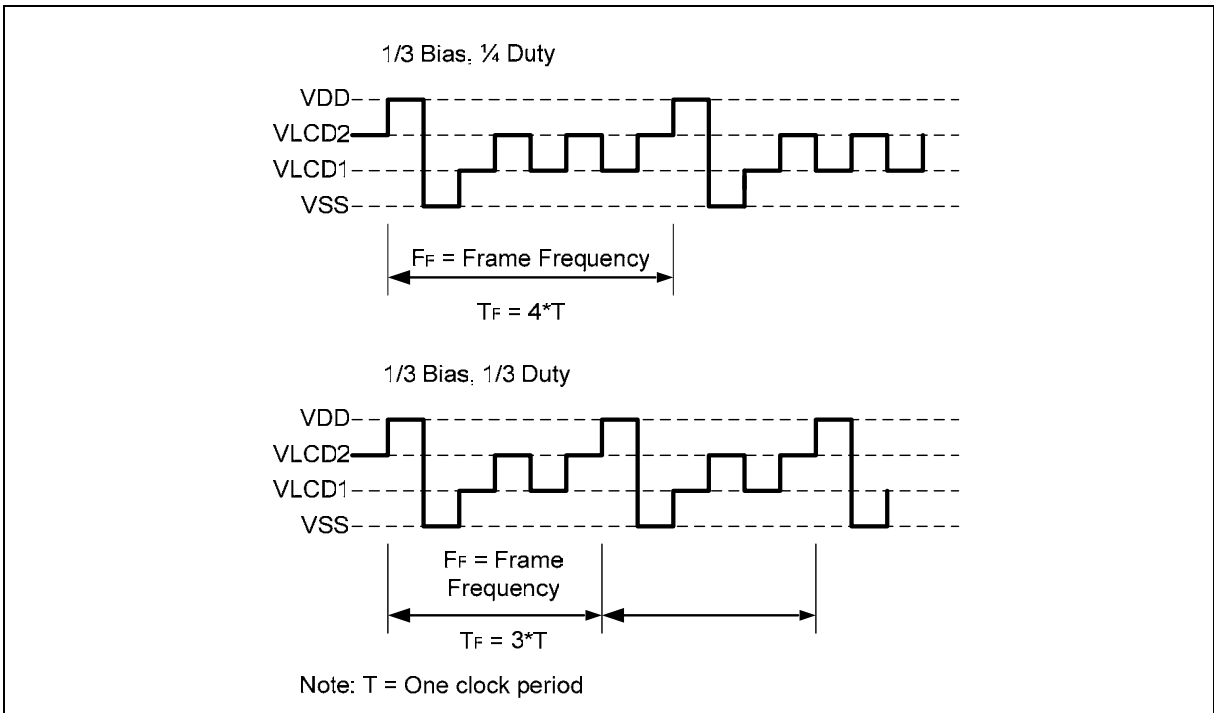 1/3 Bias, ¼ Duty
VDD
VLCD2
VLCD1
VSS
FF = Frame Frequency
TF = 4*T
1/3 Bias, 1/3 Duty
VDD
VLCD2
VLCD1
VSS
FF = Frame
Frequency
TF = 3*T
Note: T = One clock period